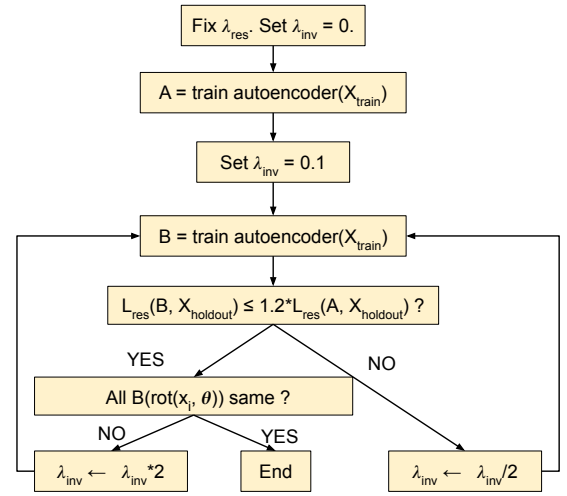 Fix λres. Set λinv = 0.
A = train autoencoder(Xtrain)
Set λinv = 0.1
B = train autoencoder(Xtrain)
Lres(B, Xholdout) ≤ 1.2*Lres(A, Xholdout) ?
YES
NO
All B(rot(xi, θ)) same ?
NO
YES
λinv ← λinv*2
End
λinv ← λinv/2